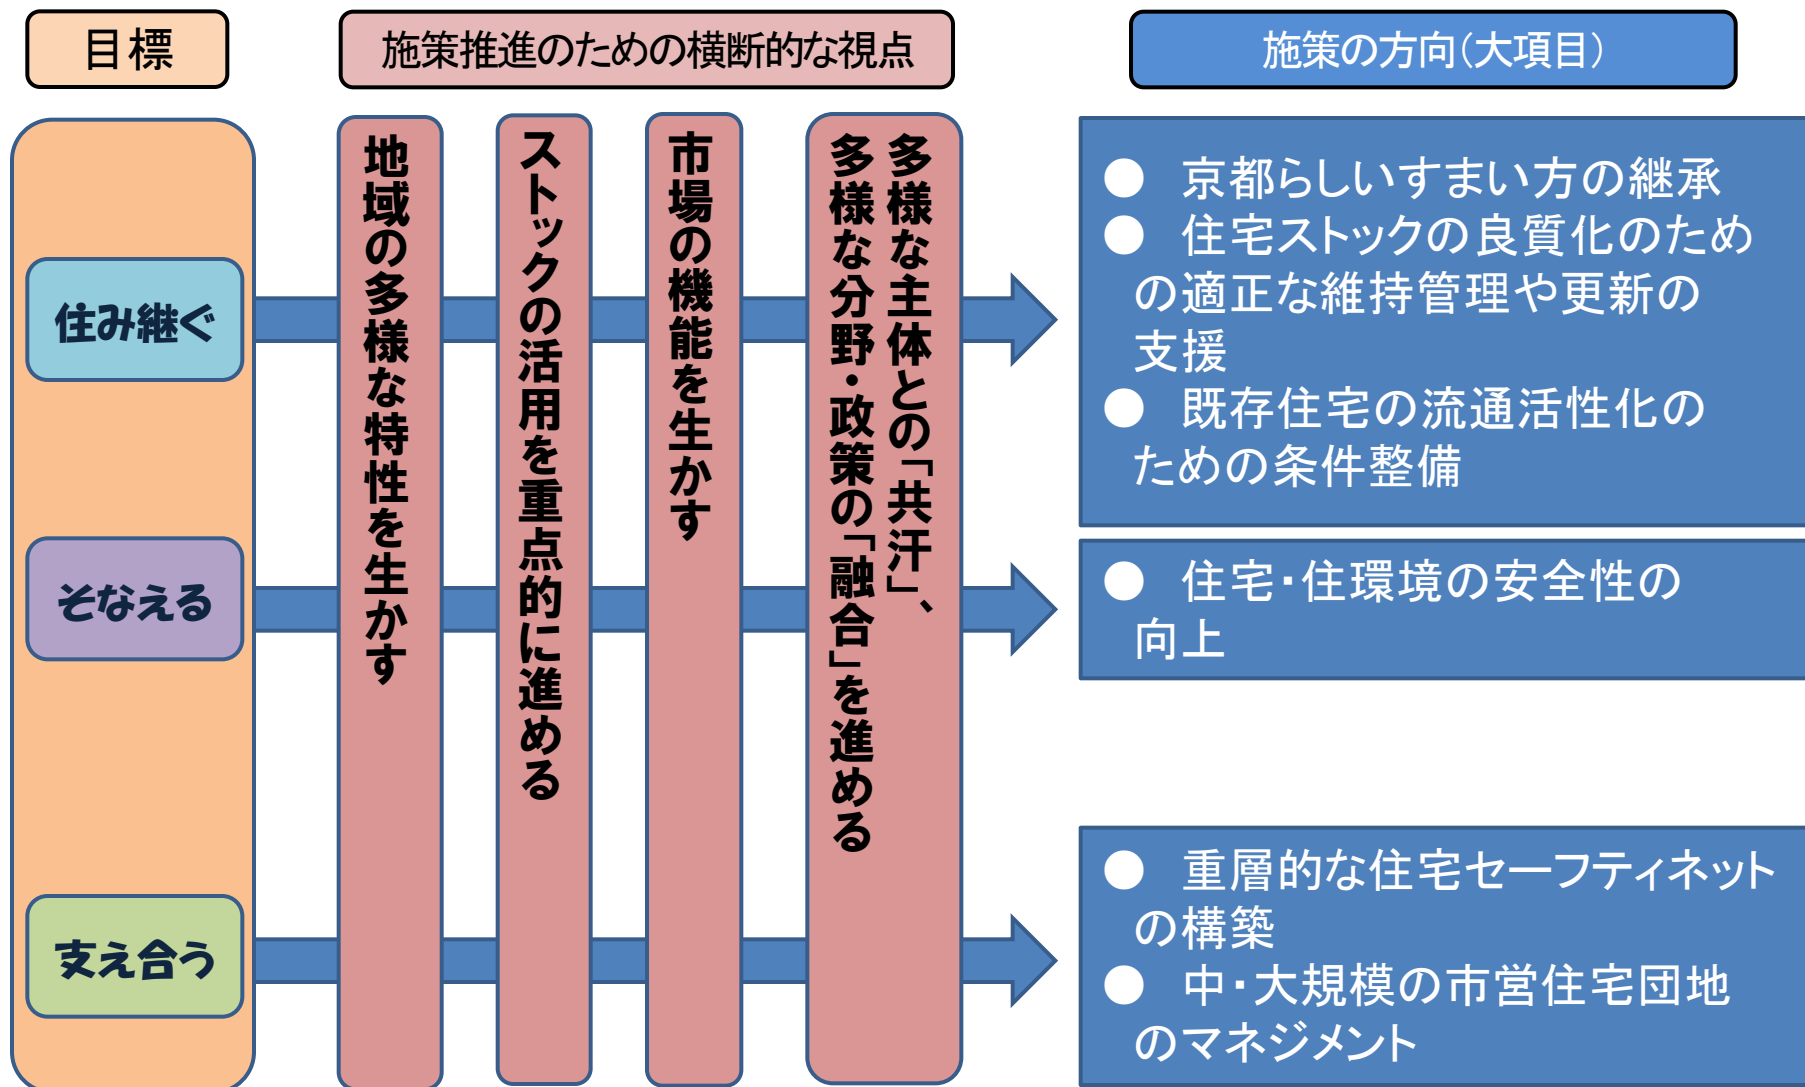 目標
施策推進のための横断的な視点
施策の方向(大項目)
住み継ぐ
そなえる
支え合う
地域の多様な特性を生かす
ストックの活用を重点的に進める
市場の機能を生かす
多様な主体との「共汗」、
多様な分野・政策の「融合」を進める
● 京都らしいすまい方の継承
● 住宅ストックの良質化のため
の適正な維持管理や更新の
支援
● 既存住宅の流通活性化の
ための条件整備
● 住宅・住環境の安全性の
向上
● 重層的な住宅セーフティネット
の構築
● 中・大規模の市営住宅団地
のマネジメント